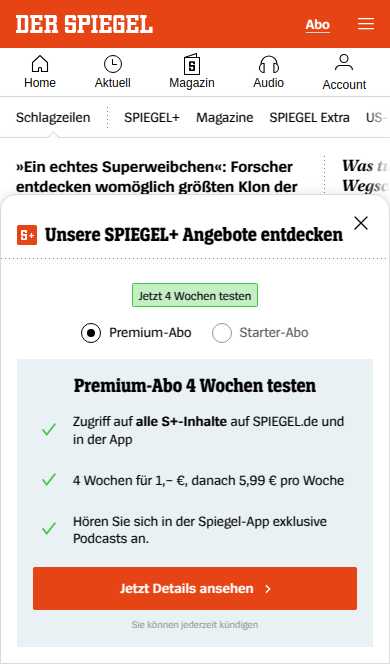 DER SPIEGEL
Abo
Home
Aktuell
Magazin
Audio
Account
Schlagzeilen
SPIEGEL+
Magazine
SPIEGEL Extra
US-
»Ein echtes Superweibchen«: Forscher
entdecken womöglich größten Klon der
Was
S+ Unsere SPIEGEL+ Angebote entdecken
Jetzt 4 Wochen testen
Premium-Abo
Starter-Abo
Premium-Abo 4 Wochen testen
Zugriff auf alle S+-Inhalte auf SPIEGEL.de und
in der App
4 Wochen für 1,– €, danach 5,99 € pro Woche
Hören Sie sich in der Spiegel-App exklusive
Podcasts an.
Jetzt Details ansehen
Sie können jederzeit kündigen